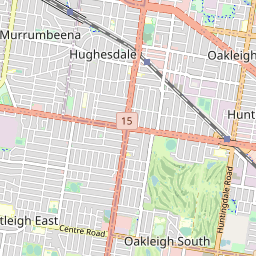 Murrumbeena
Hughesdale
Oakleigh
15
Hunt
Huntingdale Road
tleigh East
Centre Road
Oakleigh South